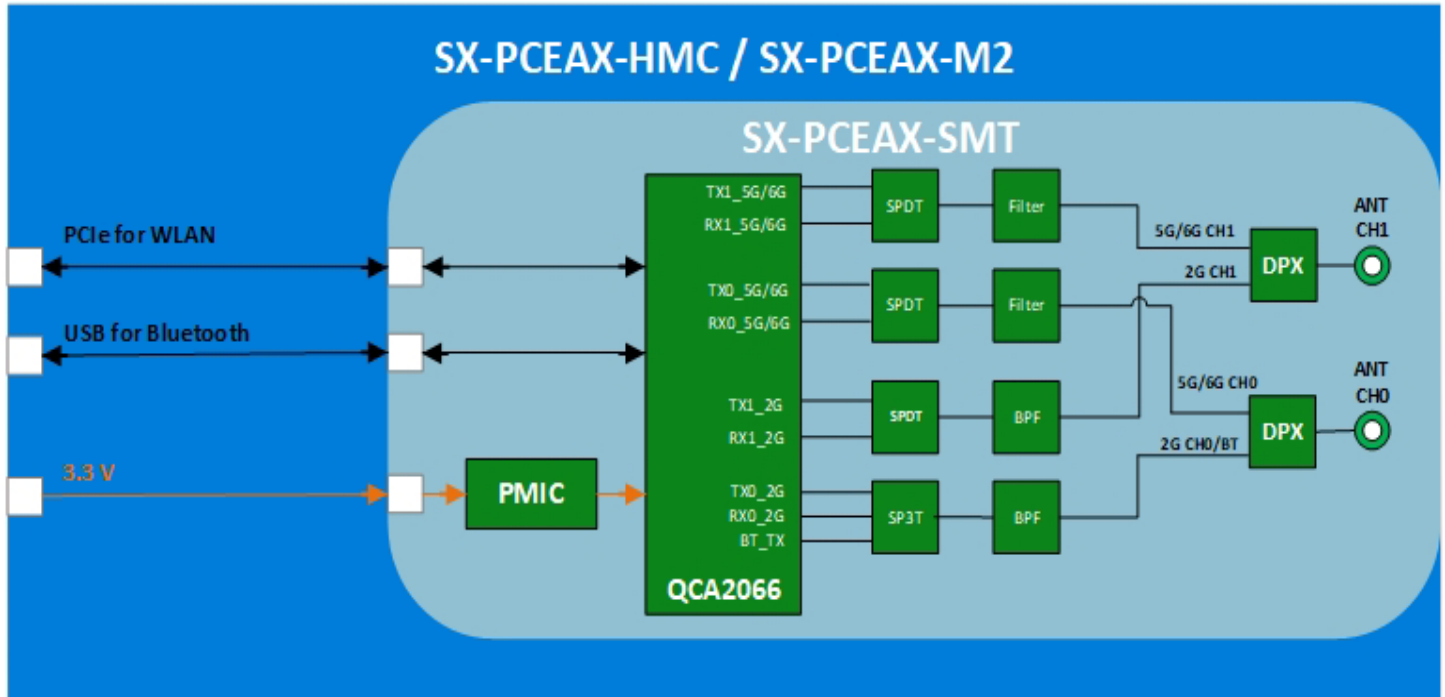 SX-PCEAX-HMC / SX-PCEAX-M2
SX-PCEAX-SMT
PCIe for WLAN
USB for Bluetooth
3.3 V
PMIC
TX1_5G/6G
RX1_5G/6G
TX0_5G/6G
RX0_5G/6G
TX1_2G
RX1_2G
TX0_2G
RX0_2G
BT_TX
QCA2066
SPDT
Filter
SPDT
Filter
SPDT
BPF
SP3T
BPF
5G/6G CH1
2G CH1
DPX
ANT
CH1
5G/6G CH0
2G CH0/BT
DPX
ANT
CH0